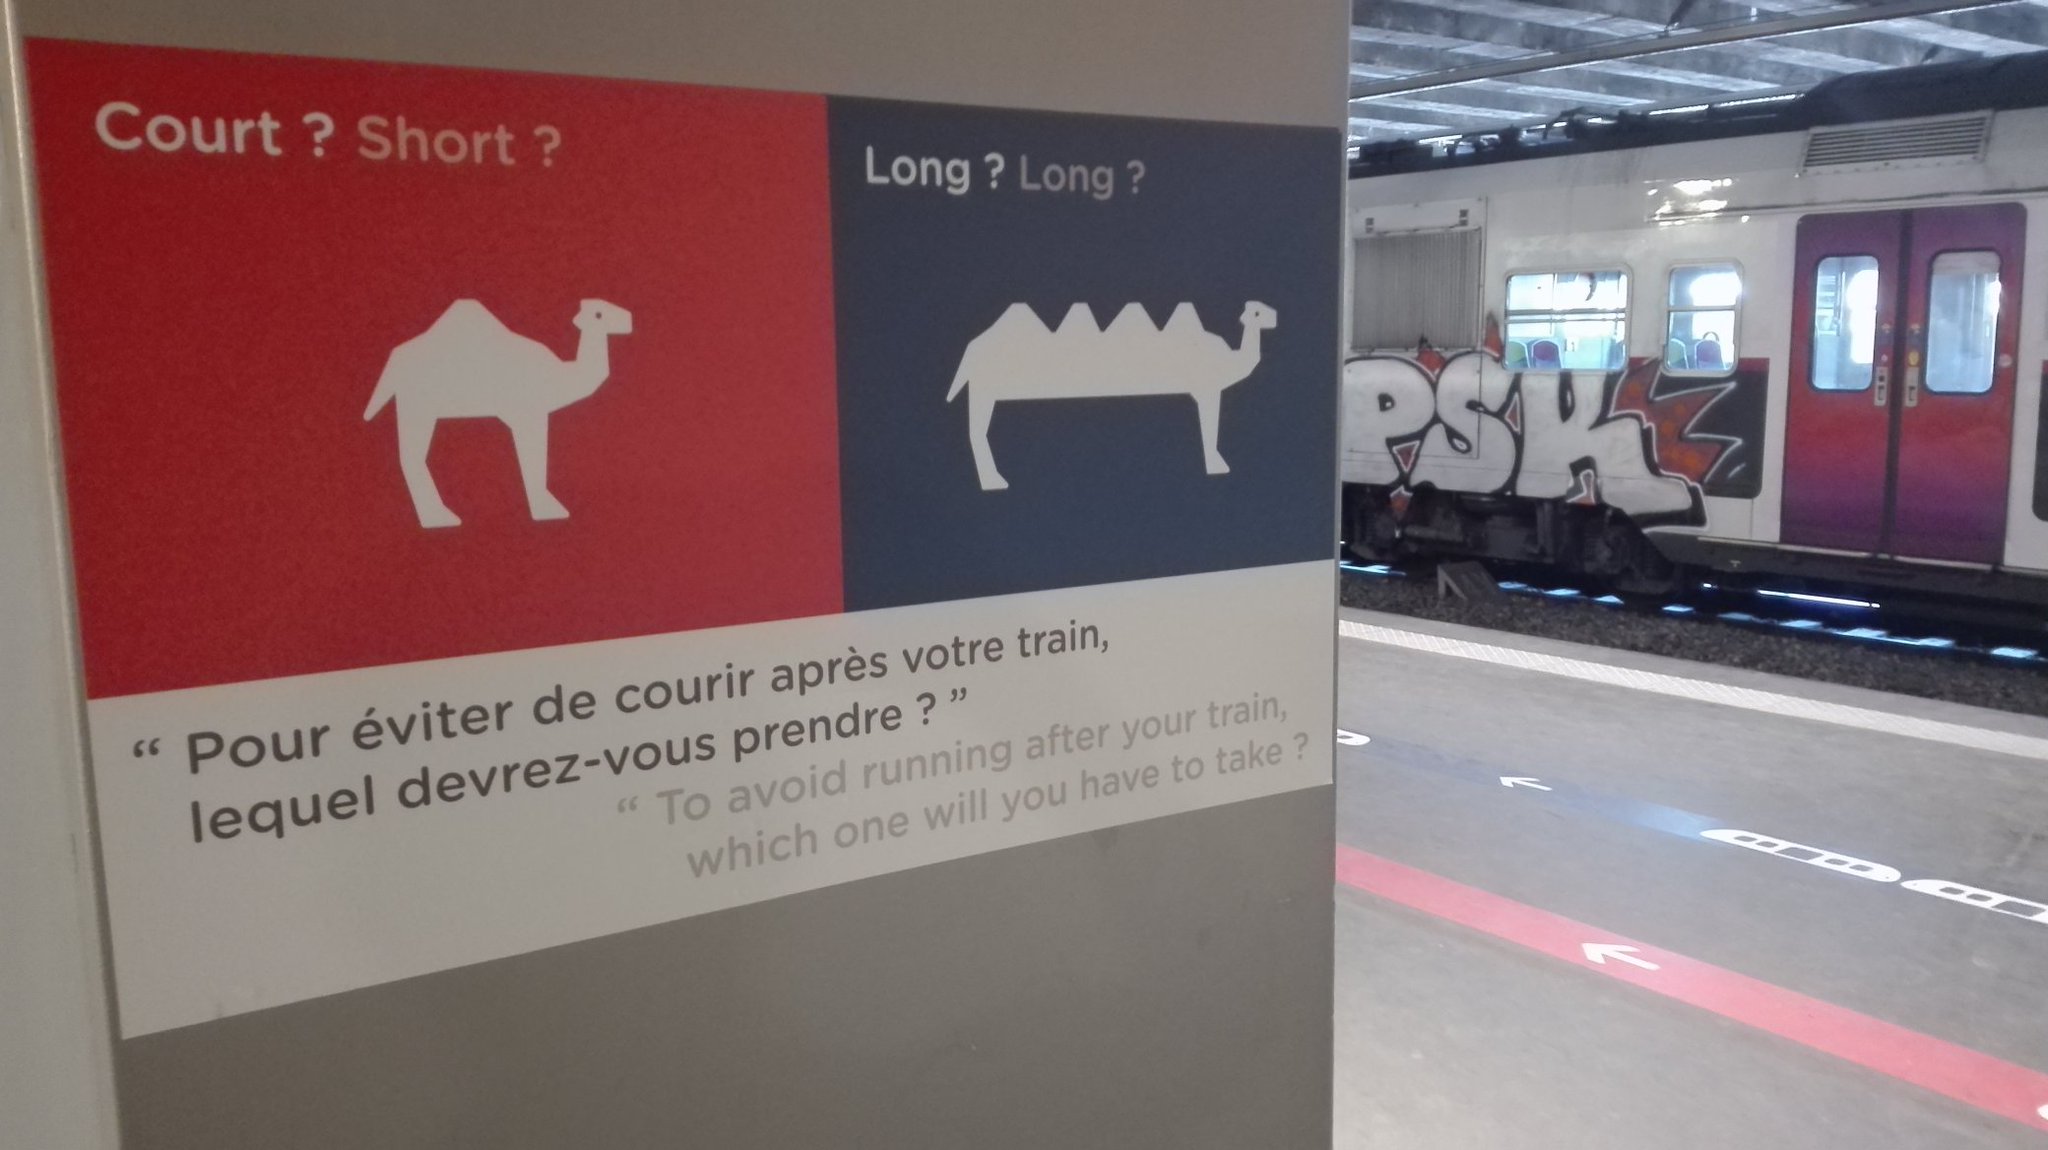 Court ? Short ?
Long ? Long ?
“ Pour éviter de courir après votre train,
lequel devrez-vous prendre ? ”
“ To avoid running after your train,
which one will you have to take ?
PSK